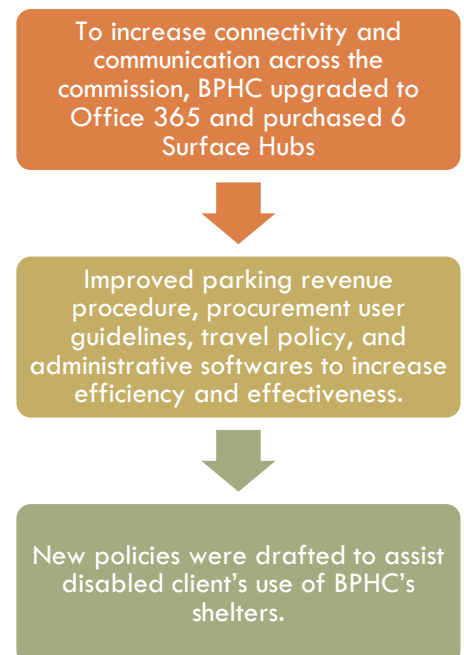 To increase connectivity and
communication across the
commission, BPHC upgraded to
Office 365 and purchased 6
Surface Hubs
Improved parking revenue
procedure, procurement user
guidelines, travel policy, and
administrative softwares to increase
efficiency and effectiveness.
New policies were drafted to assist
disabled client's use of BPHC's
shelters.